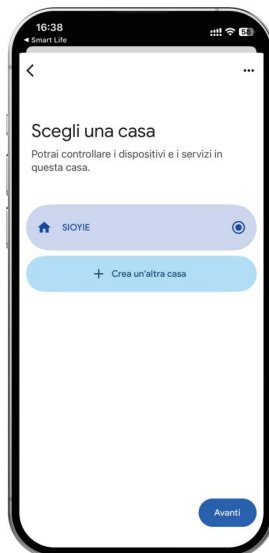 16:38
Smart Life
Scegli una casa
Potrai controllare i dispositivi e i servizi in
questa casa.
SIOYIE
+ Crea un'altra casa
Avanti